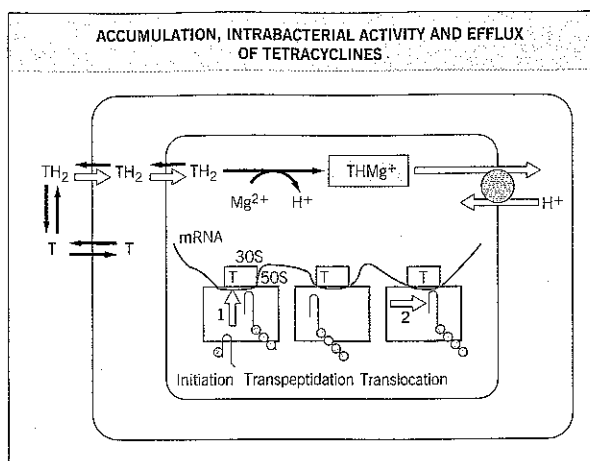 ACCUMULATION, INTRABACTERIAL ACTIVITY AND EFFLUX
OF TETRACYCLINES
TH₂ TH₂ TH₂ THMg⁺
Mg²⁺ H⁺ H⁺
T T
mRNA
30S
T T T
50S
1 2
Initiation Transpeptidation Translocation